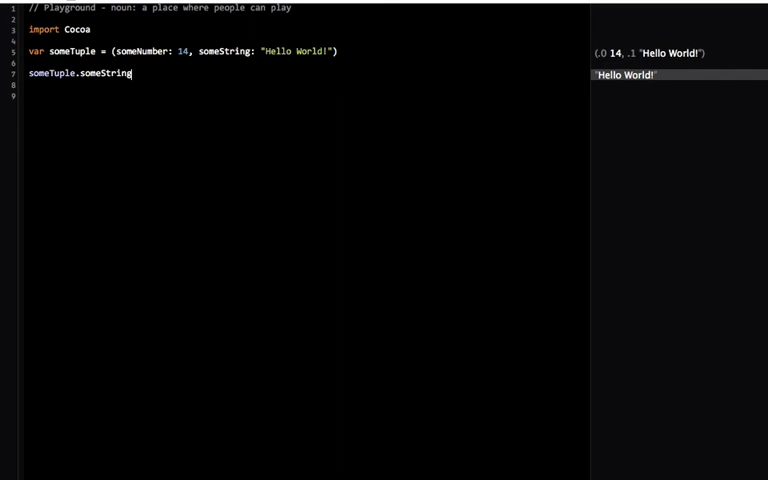 1 // Playground - noun: a place where people can play
2
3 import Cocoa
4
5 var someTuple = (someNumber: 14, someString: "Hello World!")
(.0 14, .1 "Hello World!")
6
7 someTuple.someString
"Hello World!"
8
9